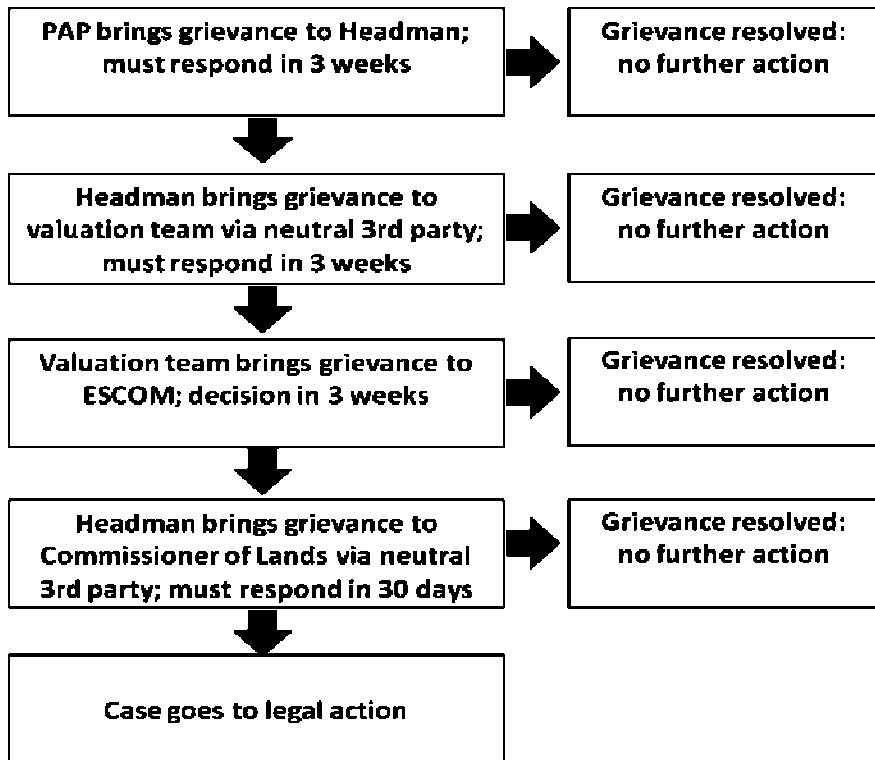 PAP brings grievance to Headman;
must respond in 3 weeks
Grievance resolved:
no further action
Headman brings grievance to
valuation team via neutral 3rd party;
must respond in 3 weeks
Grievance resolved:
no further action
Valuation team brings grievance to
ESCOM; decision in 3 weeks
Grievance resolved:
no further action
Headman brings grievance to
Commissioner of Lands via neutral
3rd party; must respond in 30 days
Grievance resolved:
no further action
Case goes to legal action